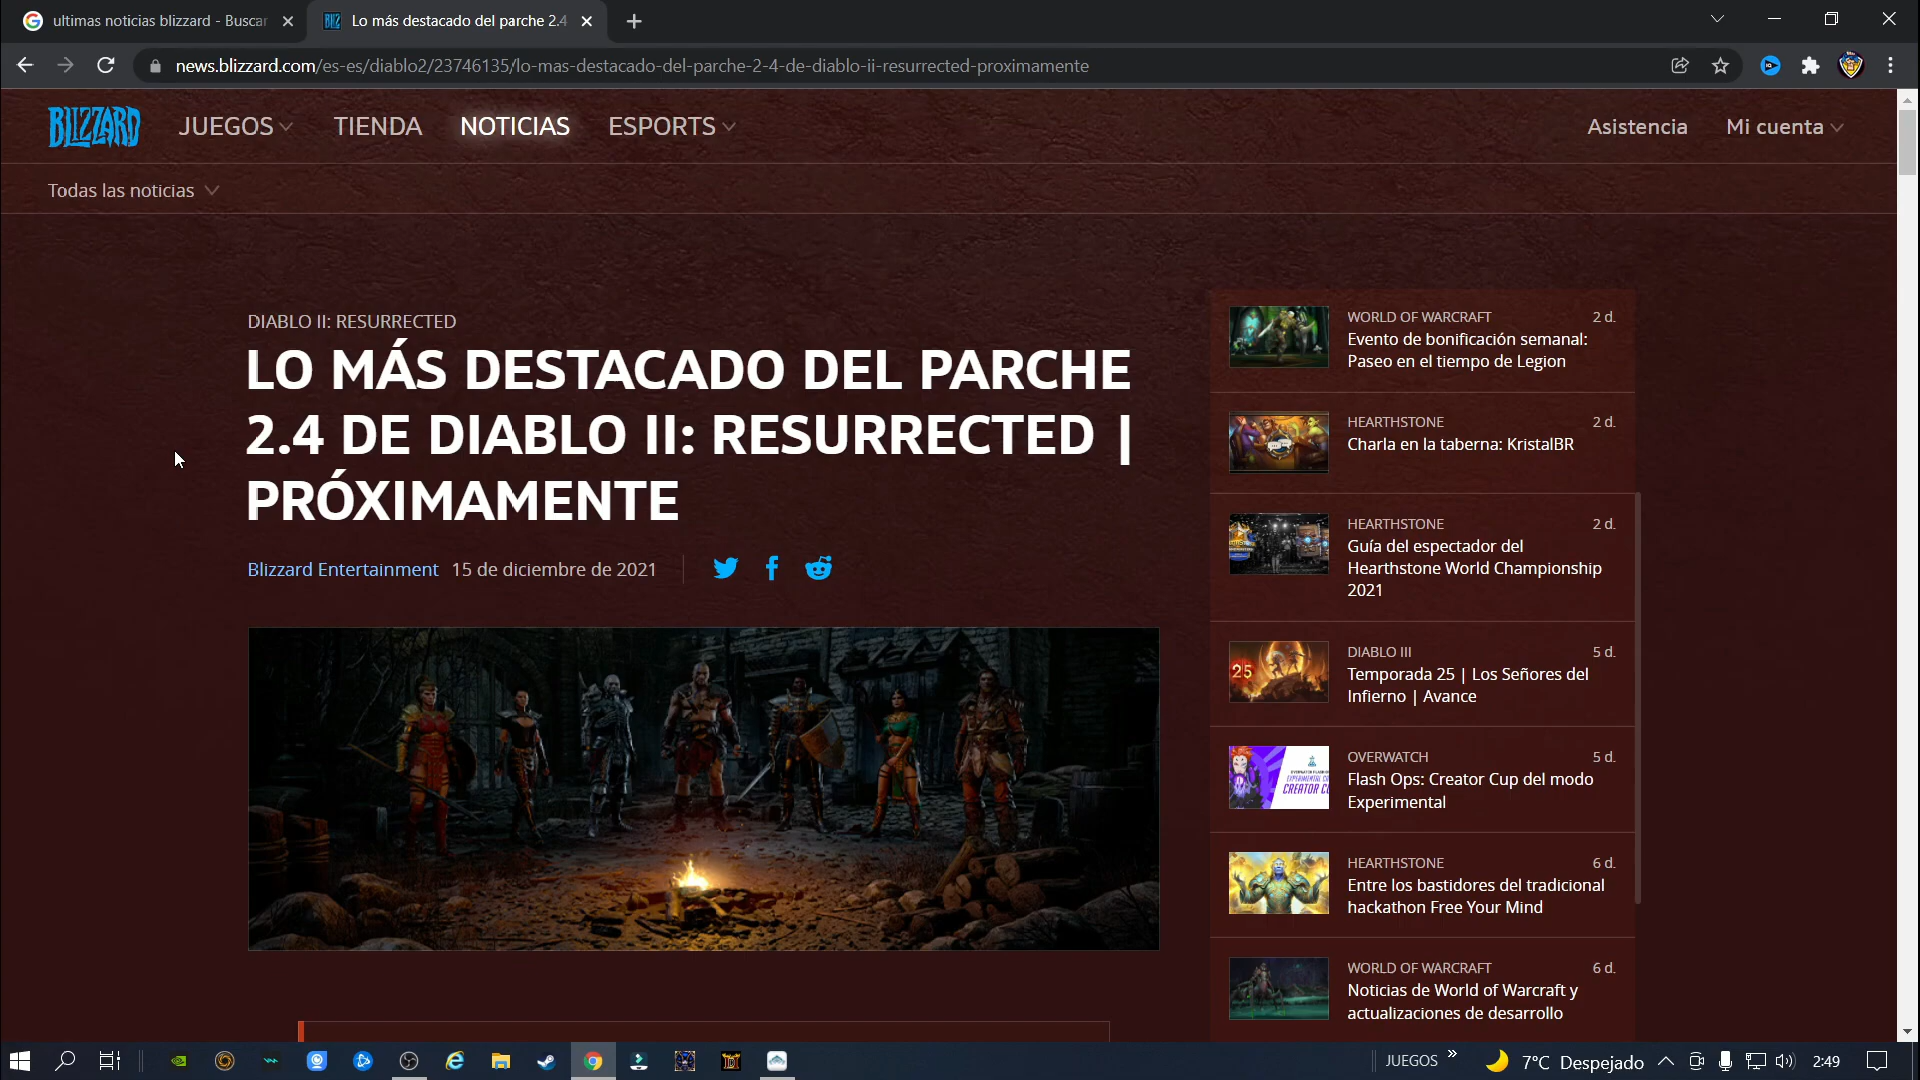 ultimas noticias blizzard - Buscar
Lo más destacado del parche 2.4
news.blizzard.com/es-es/diablo2/23746135/lo-mas-destacado-del-parche-2-4-de-diablo-ii-resurrected-proximamente
BLIZZARD
JUEGOS
TIENDA
NOTICIAS
ESPORTS
Asistencia
Mi cuenta
Todas las noticias
DIABLO II: RESURRECTED
LO MÁS DESTACADO DEL PARCHE
2.4 DE DIABLO II: RESURRECTED |
PRÓXIMAMENTE
Blizzard Entertainment 15 de diciembre de 2021
WORLD OF WARCRAFT 2 d.
Evento de bonificación semanal:
Paseo en el tiempo de Legion
HEARTHSTONE 2 d.
Charla en la taberna: KristalBR
HEARTHSTONE 2 d.
Guía del espectador del
Hearthstone World Championship
2021
DIABLO III 5 d.
25
Temporada 25 | Los Señores del
Infierno | Avance
OVERWATCH 5 d.
Flash Ops: Creator Cup del modo
Experimental
HEARTHSTONE 6 d.
Entre los bastidores del tradicional
hackathon Free Your Mind
WORLD OF WARCRAFT 6 d.
Noticias de World of Warcraft y
actualizaciones de desarrollo
JUEGOS
7°C Despejado
2:49